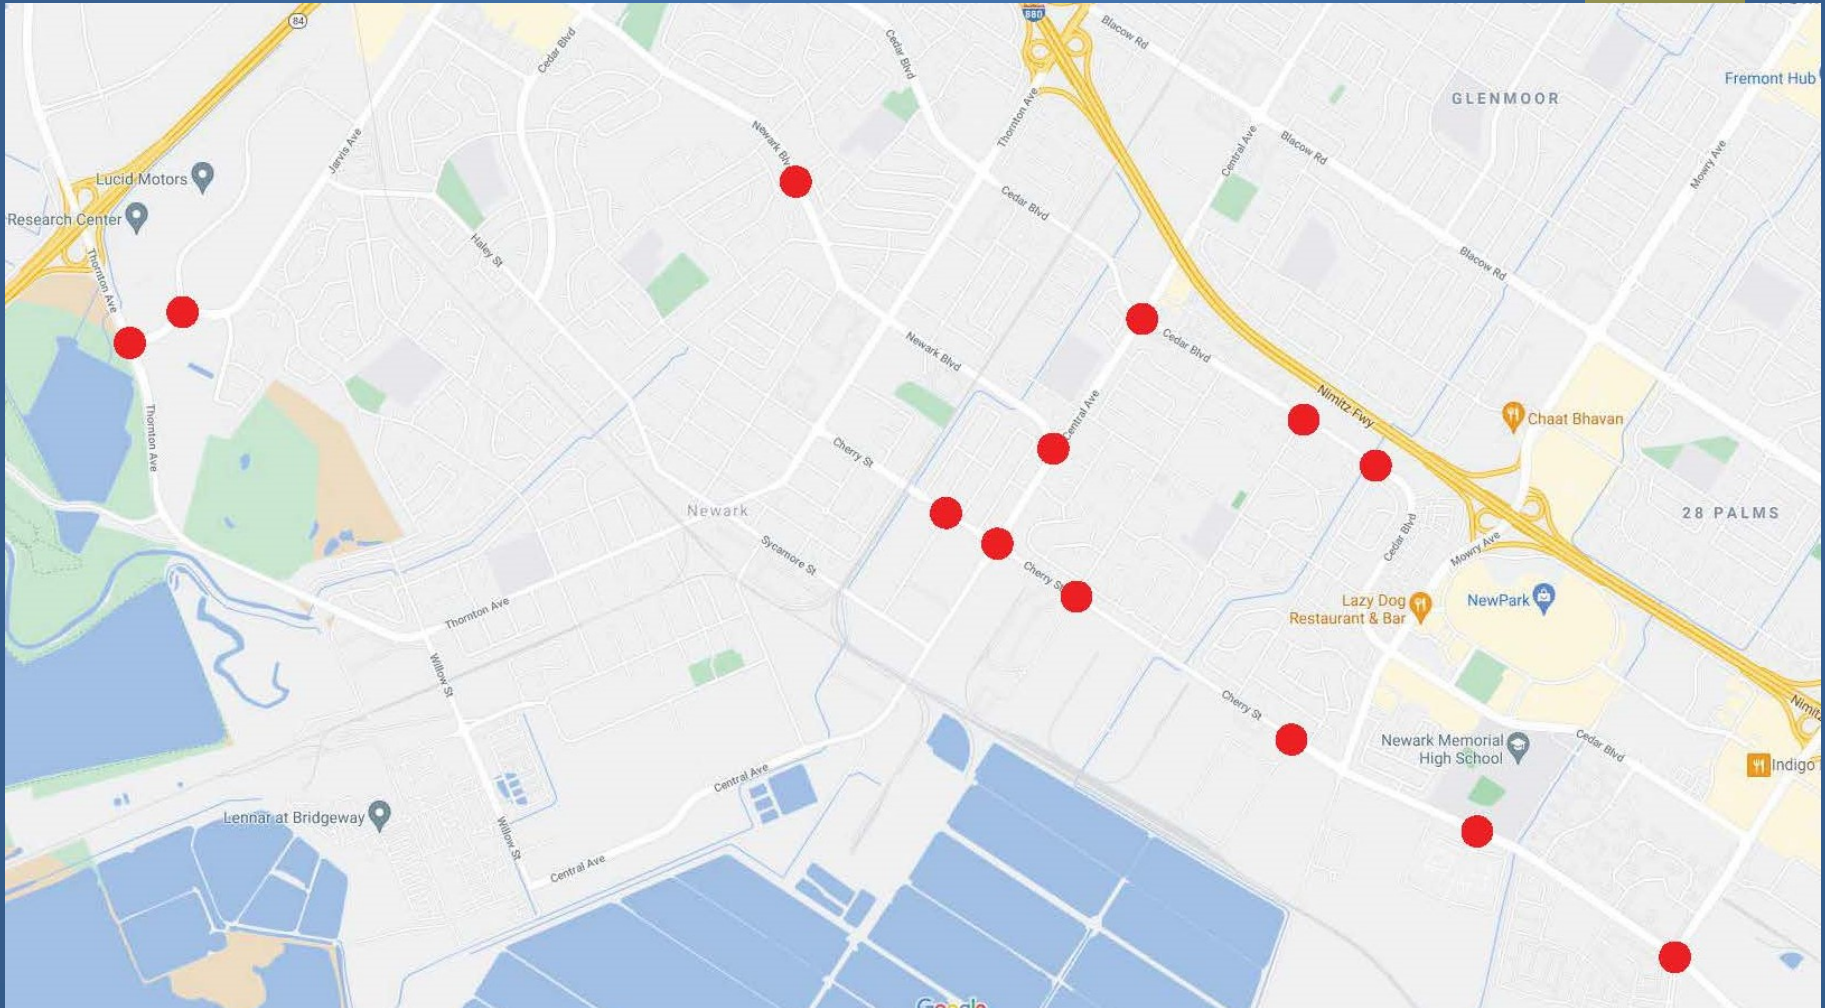 84
880
Blacow Rd
Cedar Blvd
Cedar Blvd
Fremont Hub
GLENMOOR
Thornton Ave
Newark Blv
Jarvis Ave
Central Ave
Blacow Rd
Mowry Ave
Lucid Motors
Research Center
Cedar Blvd
Haley St
Thornton Ave
Blacow Rd
Newark Blvd
Cedar Blvd
Nimitz Fwy
Central Ave
Chaat Bhavan
Thornton Ave
Cherry St
Newark
28 PALMS
Cedar Blvd
Sycamore St
Mowry Ave
Cherry St
Thornton Ave
Lazy Dog
Restaurant & Bar
NewPark
Willow St
Cherry St
Nimitz
Newark Memorial
High School
Cedar Blvd
Indigo
Central Ave
Lennar at Bridgeway
Willow St
Central Ave
Google